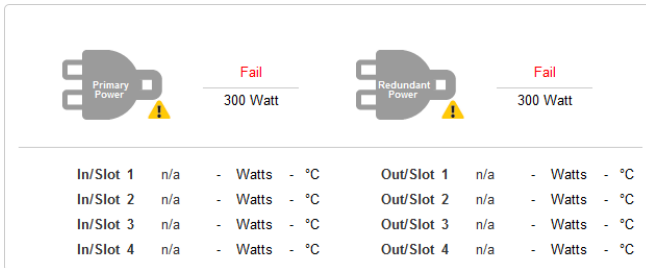 Primary Power Fail
300 Watt
Redundant Power Fail
300 Watt
In/Slot 1 n/a - Watts - °C Out/Slot 1 n/a - Watts - °C
In/Slot 2 n/a - Watts - °C Out/Slot 2 n/a - Watts - °C
In/Slot 3 n/a - Watts - °C Out/Slot 3 n/a - Watts - °C
In/Slot 4 n/a - Watts - °C Out/Slot 4 n/a - Watts - °C